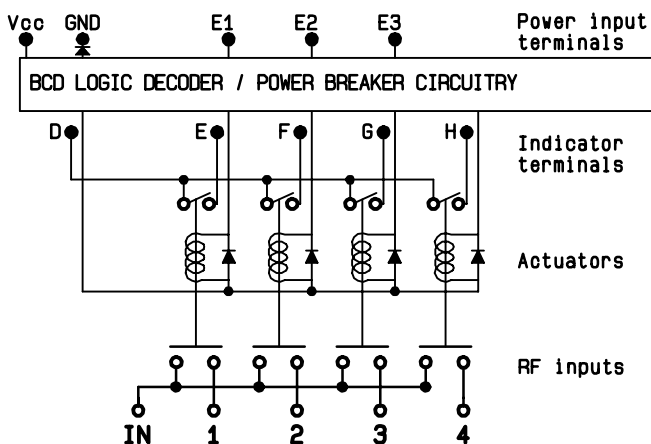 Vcc GND E1 E2 E3 Power input
terminals
BCD LOGIC DECODER / POWER BREAKER CIRCUITRY
D E F G H Indicator
terminals
Actuators
RF inputs
IN 1 2 3 4